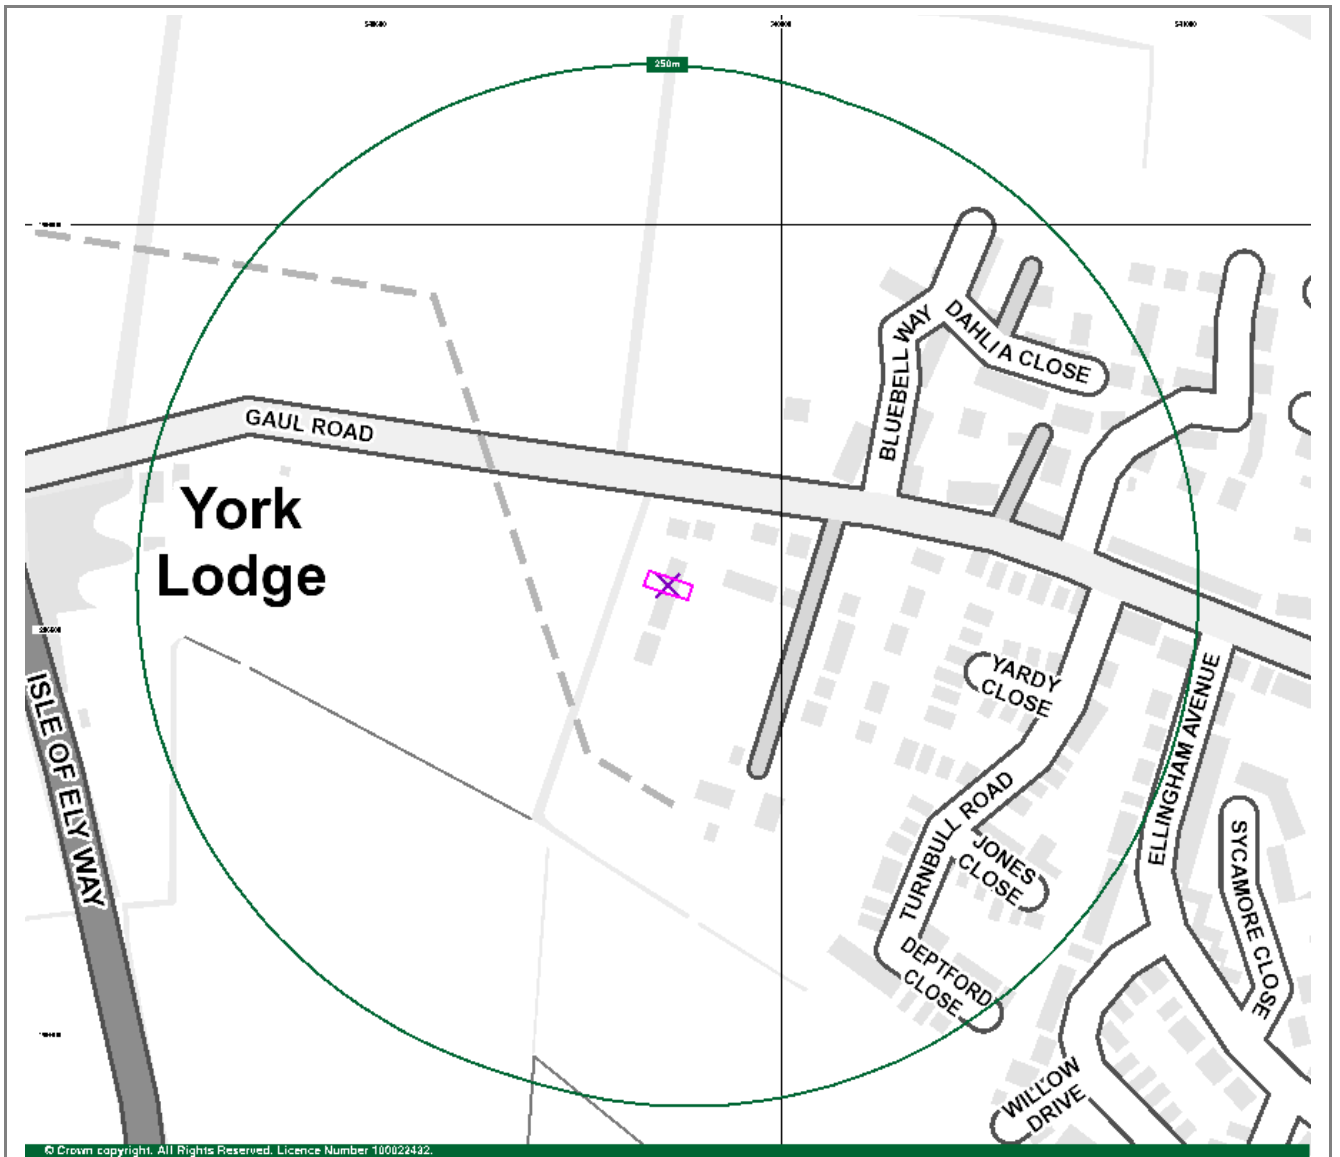 250m
BLUEBELL WAY
DAHLIA CLOSE
GAUL ROAD
York
Lodge
YARDY
CLOSE
ISLE OF ELY WAY
ELLINGHAM AVENUE
TURNBULL ROAD
JONES
CLOSE
SYCAMORE CLOSE
DEPTFORD
CLOSE
WILLOW
DRIVE
© Crown copyright. All Rights Reserved. Licence Number 100022432.